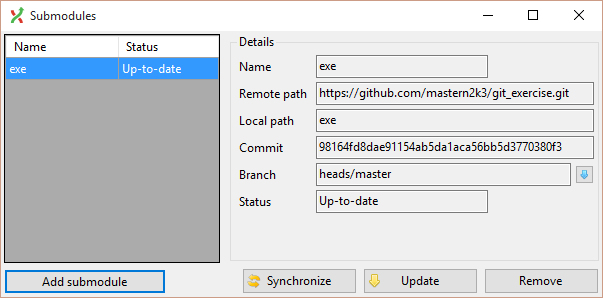 Submodules
Name Status
exe Up-to-date
Details
Name exe
Remote path https://github.com/mastern2k3/git_exercise.git
Local path exe
Commit 98164fd8dae91154ab5da1aca56bb5d3770380f3
Branch heads/master
Status Up-to-date
Add submodule Synchronize Update Remove